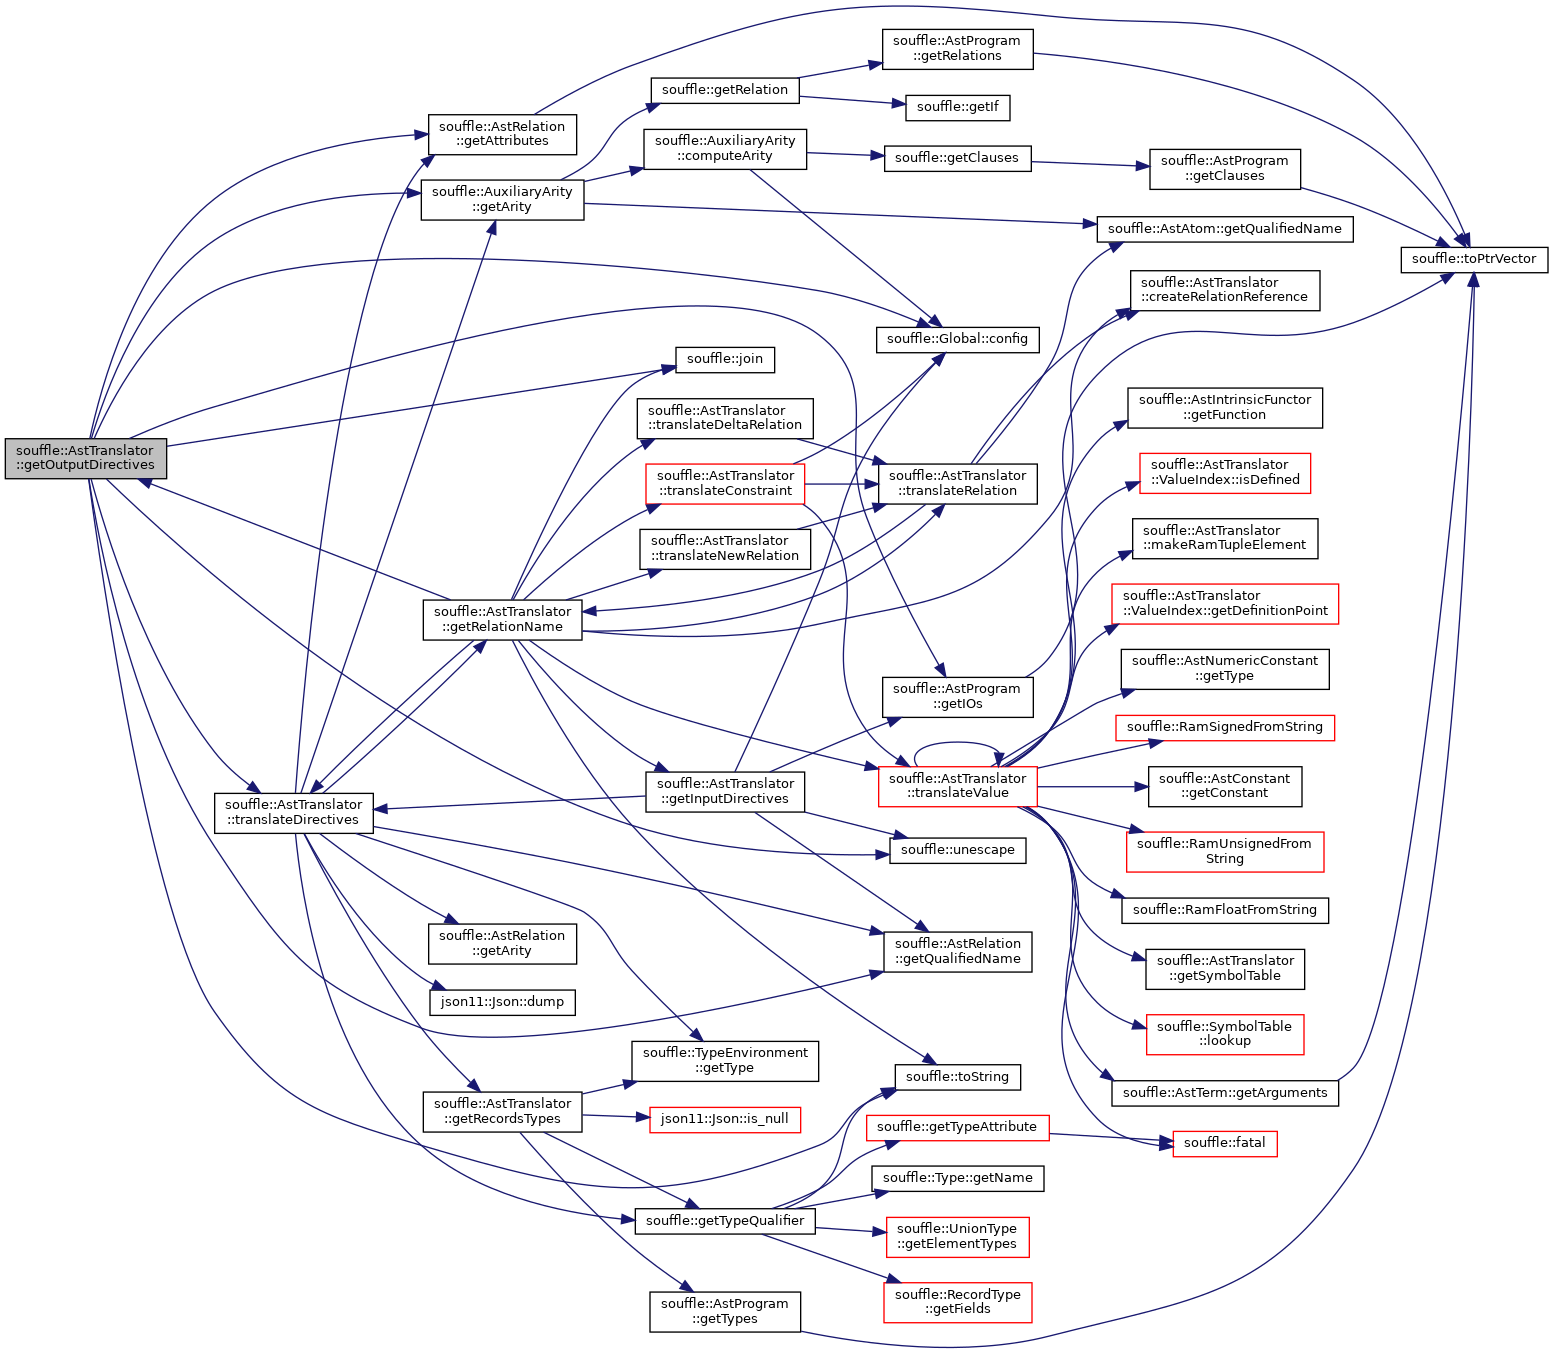 souffle::AstTranslator
::getOutputDirectives
souffle::AstRelation
::getAttributes
souffle::AuxiliaryArity
::getArity
souffle::AstTranslator
::getRelationName
souffle::AstTranslator
::translateDirectives
souffle::AstRelation
::getArity
json11::Json::dump
souffle::AstTranslator
::getRecordsTypes
souffle::getRelation
souffle::AuxiliaryArity
::computeArity
souffle::join
souffle::AstTranslator
::translateDeltaRelation
souffle::AstTranslator
::translateConstraint
souffle::AstTranslator
::translateNewRelation
souffle::AstTranslator
::getInputDirectives
souffle::TypeEnvironment
::getType
json11::Json::is_null
souffle::getTypeQualifier
souffle::AstProgram
::getTypes
souffle::AstProgram
::getRelations
souffle::getIf
souffle::getClauses
souffle::Global::config
souffle::AstTranslator
::translateRelation
souffle::AstProgram
::getIOs
souffle::AstTranslator
::translateValue
souffle::unescape
souffle::AstRelation
::getQualifiedName
souffle::toString
souffle::getTypeAttribute
souffle::Type::getName
souffle::UnionType
::getElementTypes
souffle::RecordType
::getFields
souffle::AstProgram
::getClauses
souffle::AstAtom::getQualifiedName
souffle::AstTranslator
::createRelationReference
souffle::AstIntrinsicFunctor
::getFunction
souffle::AstTranslator
::ValueIndex::isDefined
souffle::AstTranslator
::makeRamTupleElement
souffle::AstTranslator
::ValueIndex::getDefinitionPoint
souffle::AstNumericConstant
::getType
souffle::RamSignedFromString
souffle::AstConstant
::getConstant
souffle::RamUnsignedFrom
String
souffle::RamFloatFromString
souffle::AstTranslator
::getSymbolTable
souffle::SymbolTable
::lookup
souffle::AstTerm::getArguments
souffle::fatal
souffle::toPtrVector